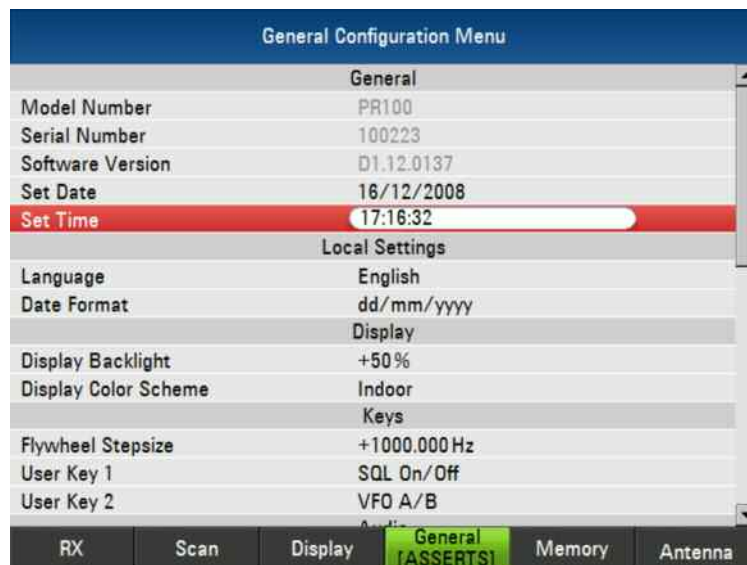 General Configuration Menu
General
Model Number PR100
Serial Number 100223
Software Version D1.12.0137
Set Date 16/12/2008
Set Time 17:16:32
Local Settings
Language English
Date Format dd/mm/yyyy
Display
Display Backlight +50%
Display Color Scheme Indoor
Keys
Flywheel Stepsize +1000.000 Hz
User Key 1 SQL On/Off
User Key 2 VFO A/B
Audio
RX Scan Display General [ASSERTS] Memory Antenna